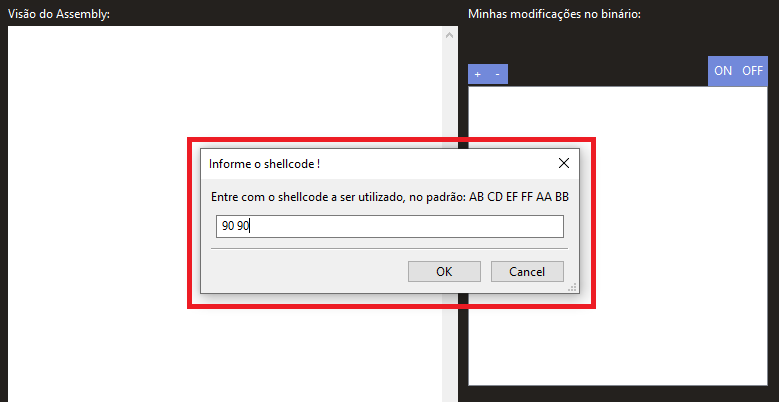 Visão do Assembly:
Minhas modificações no binário:
+ -
ON OFF
Informe o shellcode !
Entre com o shellcode a ser utilizado, no padrão: AB CD EF FF AA BB
90 90
OK Cancel